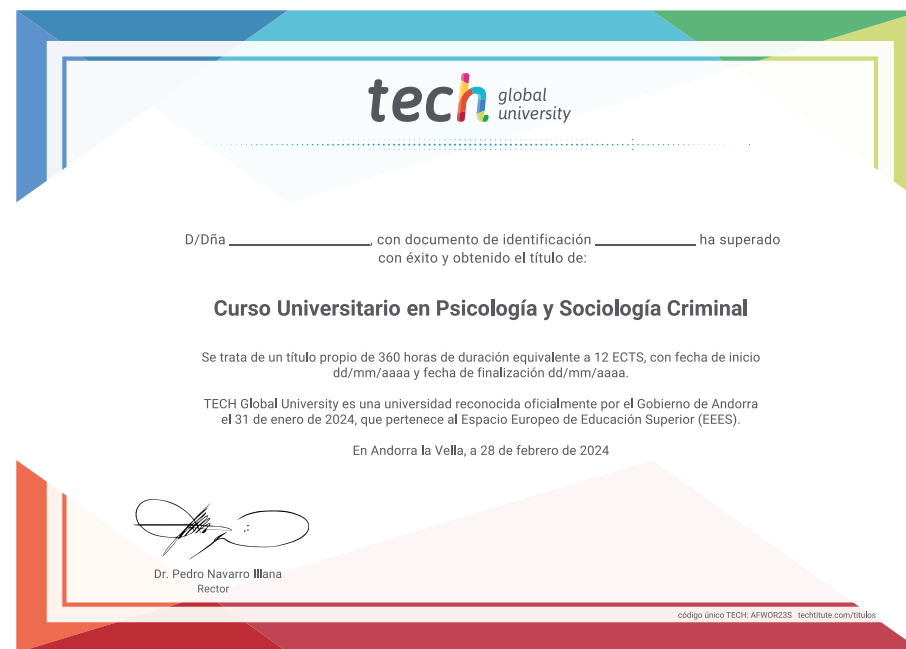 tech global university
D/Dña ____________________, con documento de identificación ______________ ha superado
con éxito y obtenido el título de:
Curso Universitario en Psicología y Sociología Criminal
Se trata de un título propio de 360 horas de duración equivalente a 12 ECTS, con fecha de inicio
dd/mm/aaaa y fecha de finalización dd/mm/aaaa.
TECH Global University es una universidad reconocida oficialmente por el Gobierno de Andorra
el 31 de enero de 2024, que pertenece al Espacio Europeo de Educación Superior (EEES).
En Andorra la Vella, a 28 de febrero de 2024
Dr. Pedro Navarro Illana
Rector
código único TECH: AFWOR23S techtitute.com/titulos